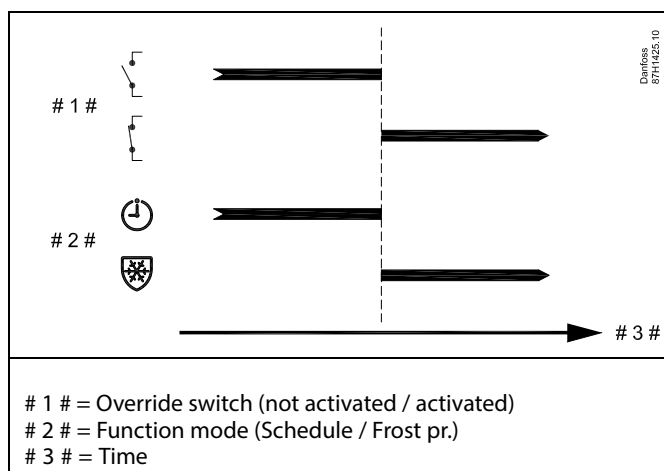 Danfoss
87H1425.10
# 1 #
# 2 #
# 3 #
# 1 # = Override switch (not activated / activated)
# 2 # = Function mode (Schedule / Frost pr.)
# 3 # = Time